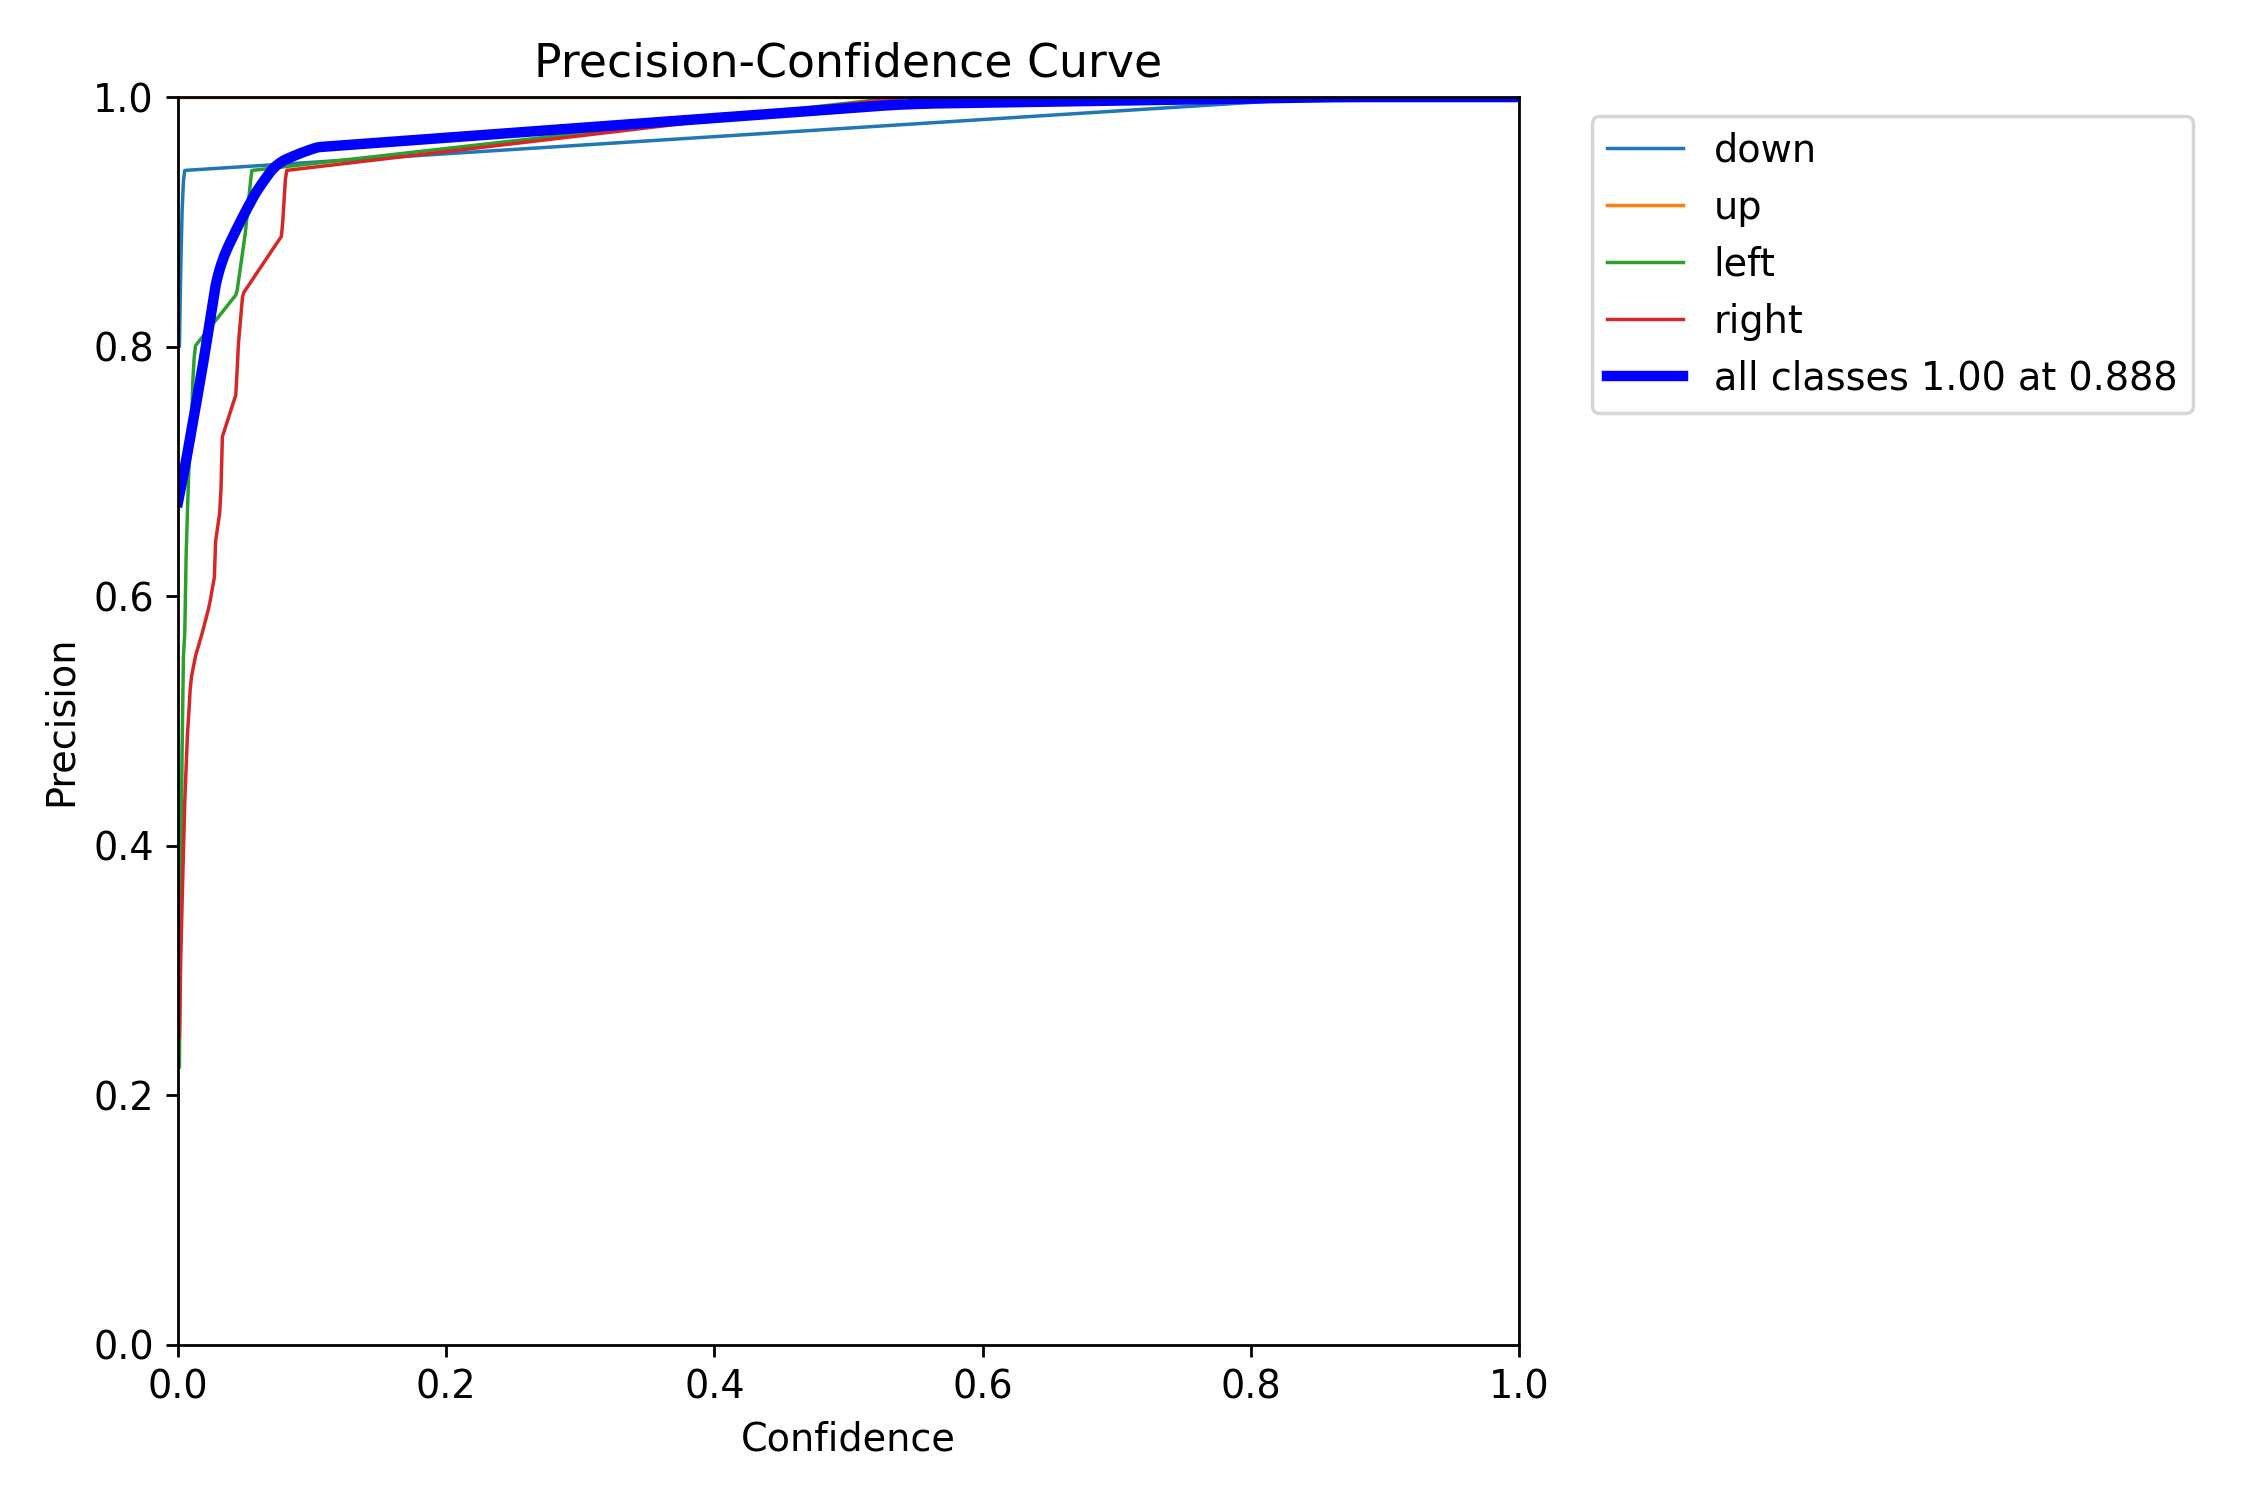 Precision-Confidence Curve
1.0
0.8
0.6
0.4
0.2
0.0
Precision
0.0 0.2 0.4 0.6 0.8 1.0
Confidence
down
up
left
right
all classes 1.00 at 0.888